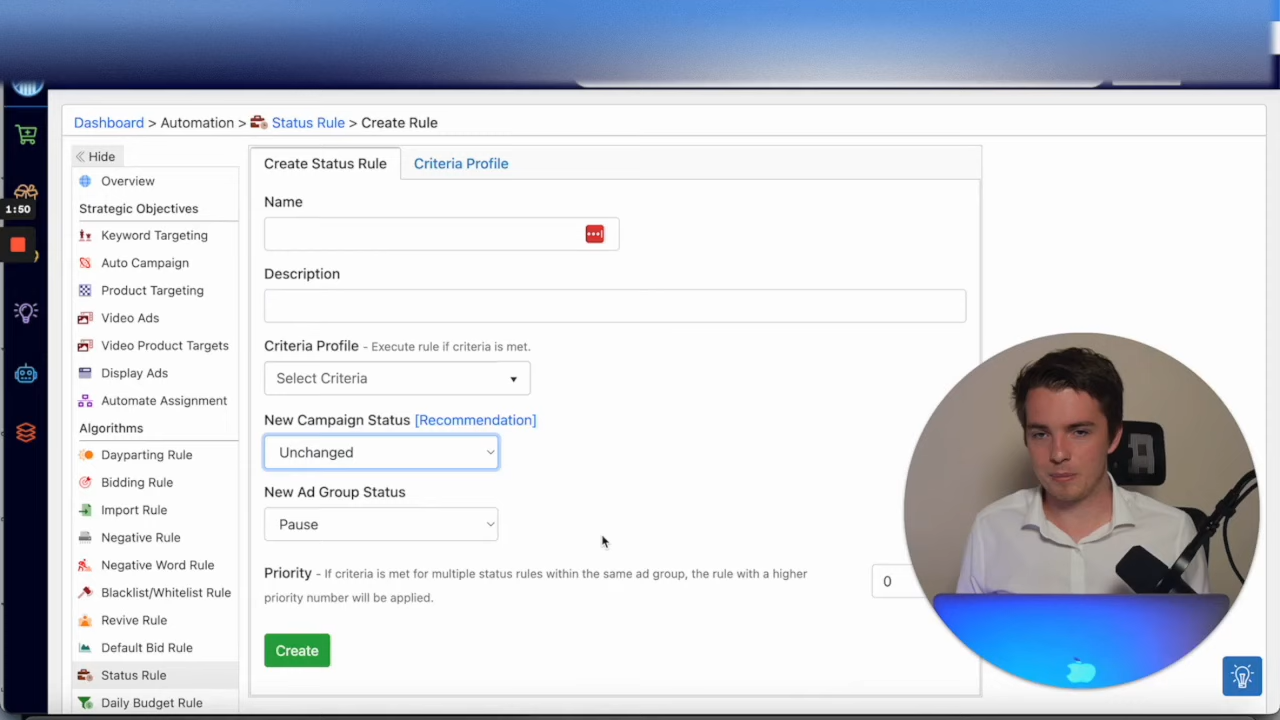 Dashboard > Automation > Status Rule > Create Rule
Hide
Overview
Strategic Objectives
Keyword Targeting
Auto Campaign
Product Targeting
Video Ads
Video Product Targets
Display Ads
Automate Assignment
Algorithms
Dayparting Rule
Bidding Rule
Import Rule
Negative Rule
Negative Word Rule
Blacklist/Whitelist Rule
Revive Rule
Default Bid Rule
Status Rule
Daily Budget Rule
1:50
Create Status Rule
Criteria Profile
Name
Description
Criteria Profile - Execute rule if criteria is met.
Select Criteria
New Campaign Status [Recommendation]
Unchanged
New Ad Group Status
Pause
Priority - If criteria is met for multiple status rules within the same ad group, the rule with a higher
priority number will be applied.
0
Create